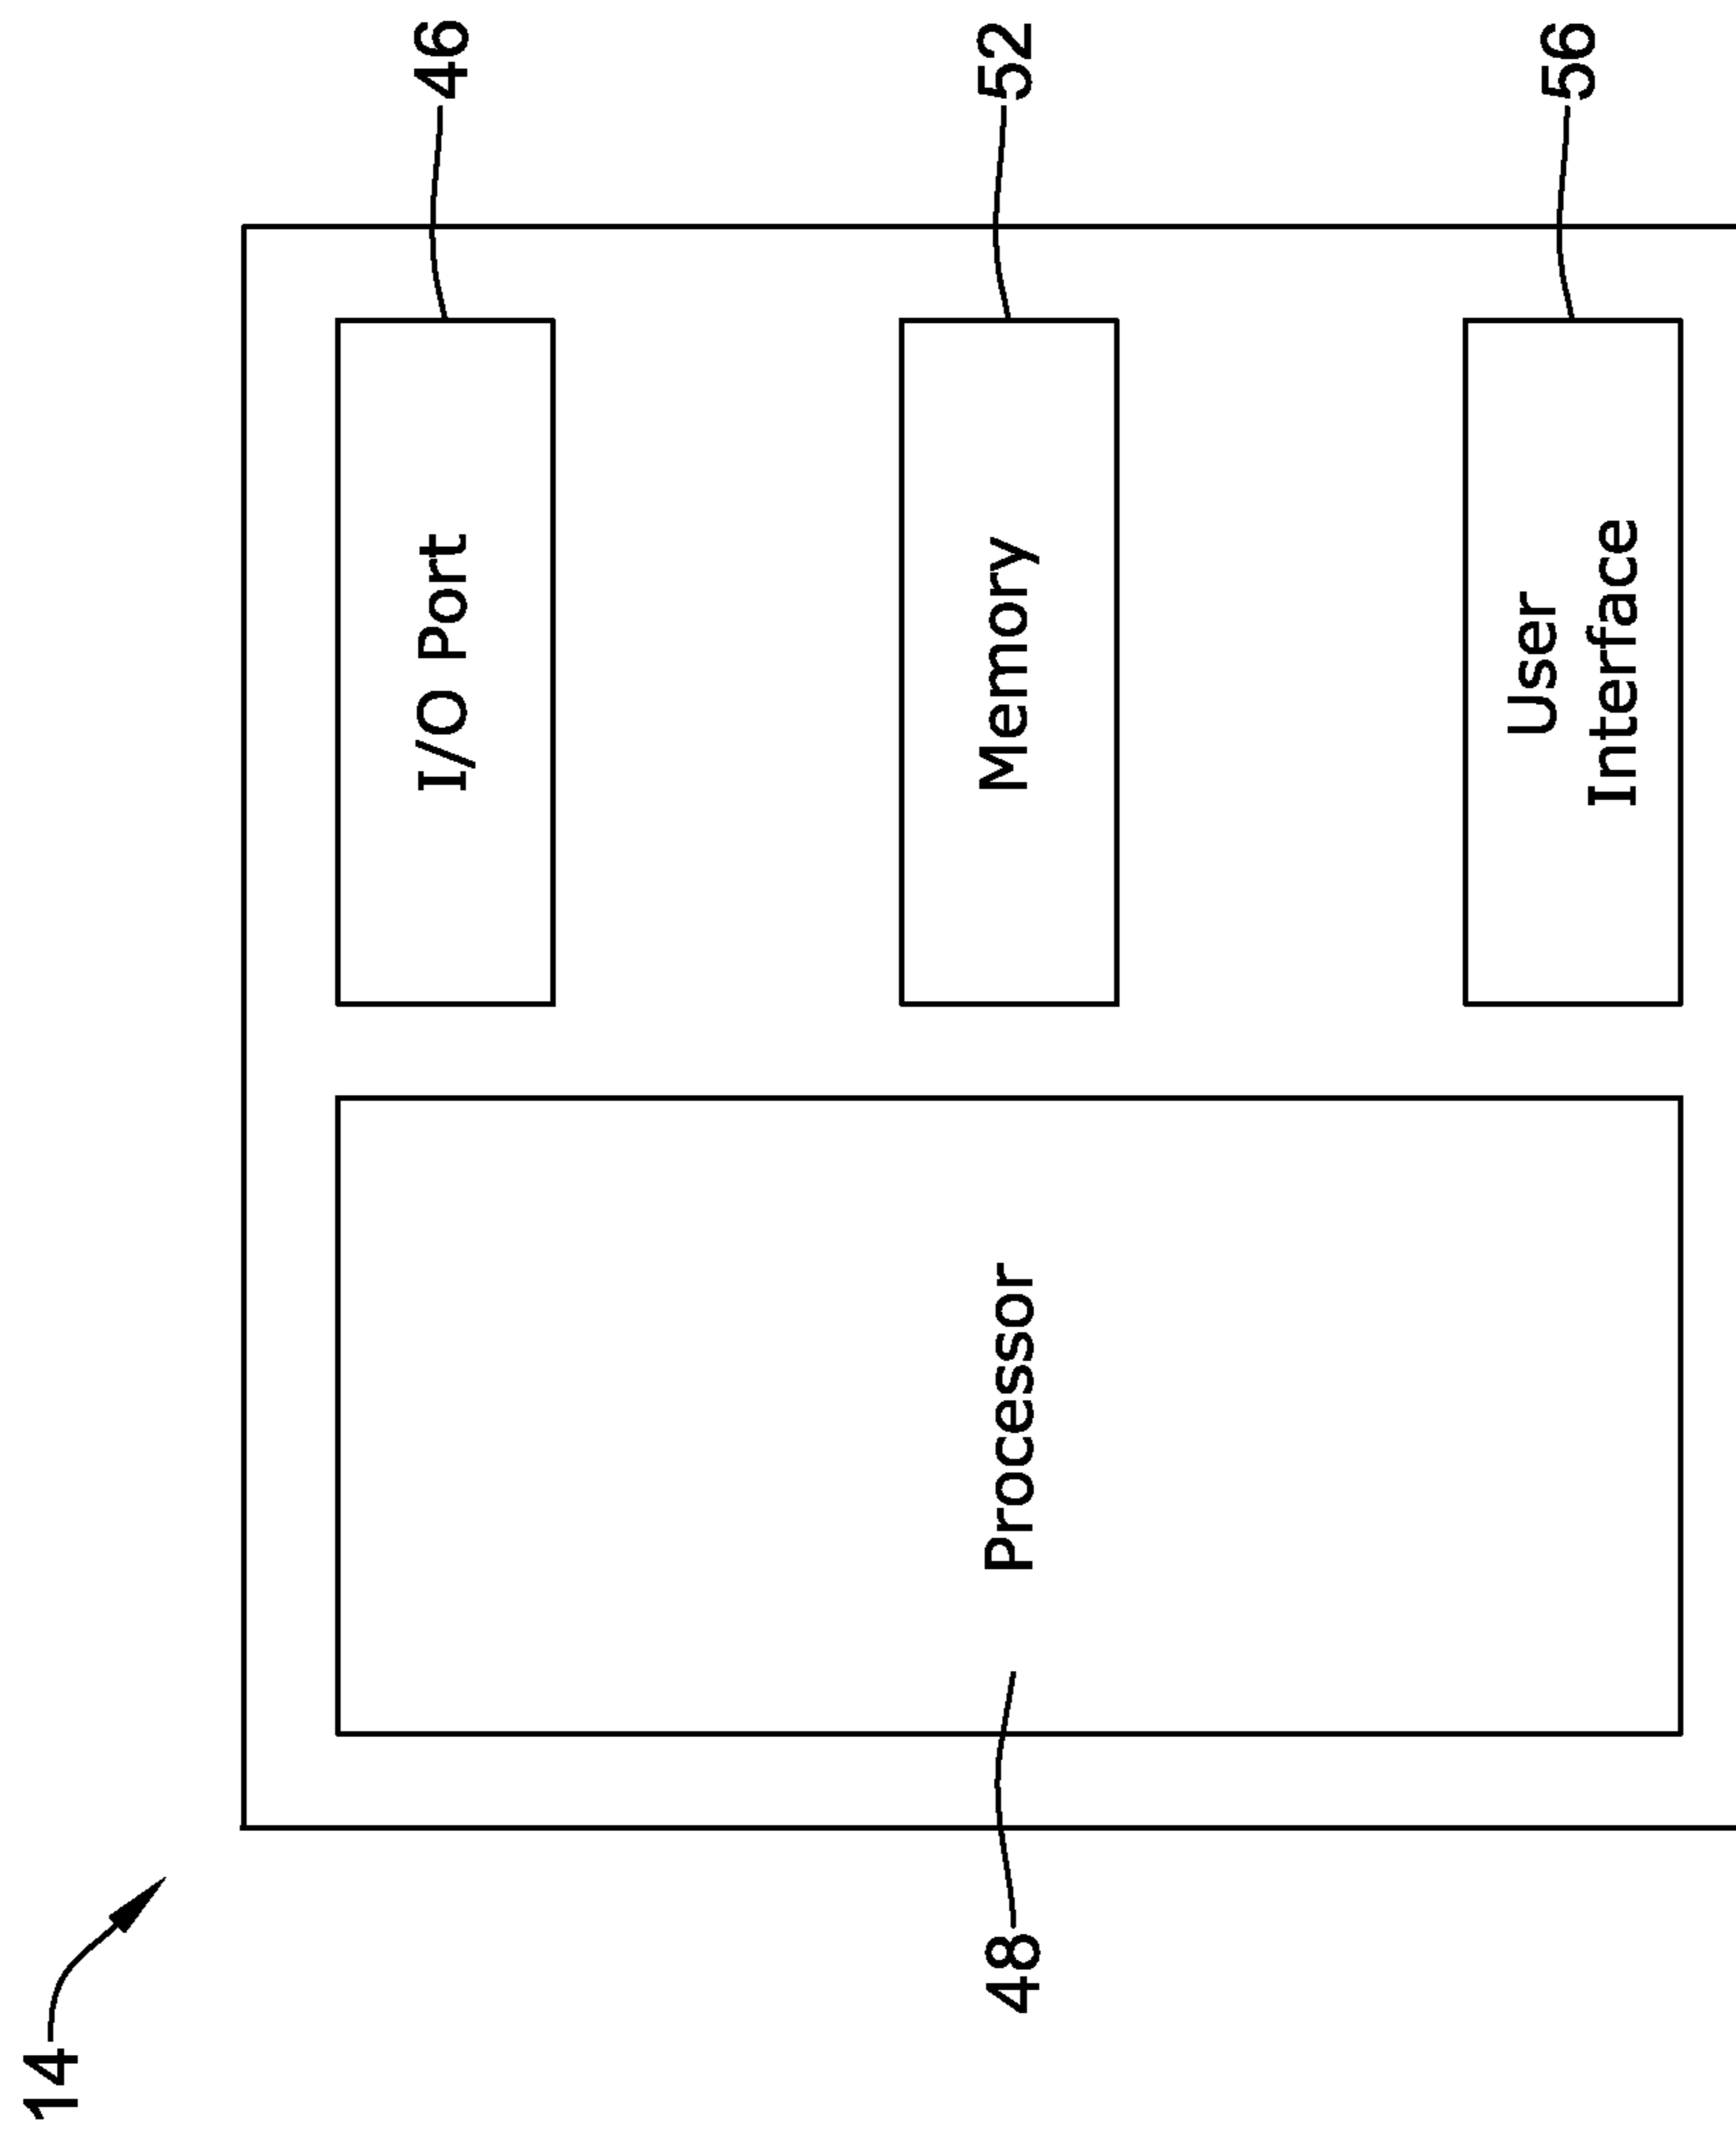 14
48
Processor
I/O Port
46
Memory
52
User
Interface
56